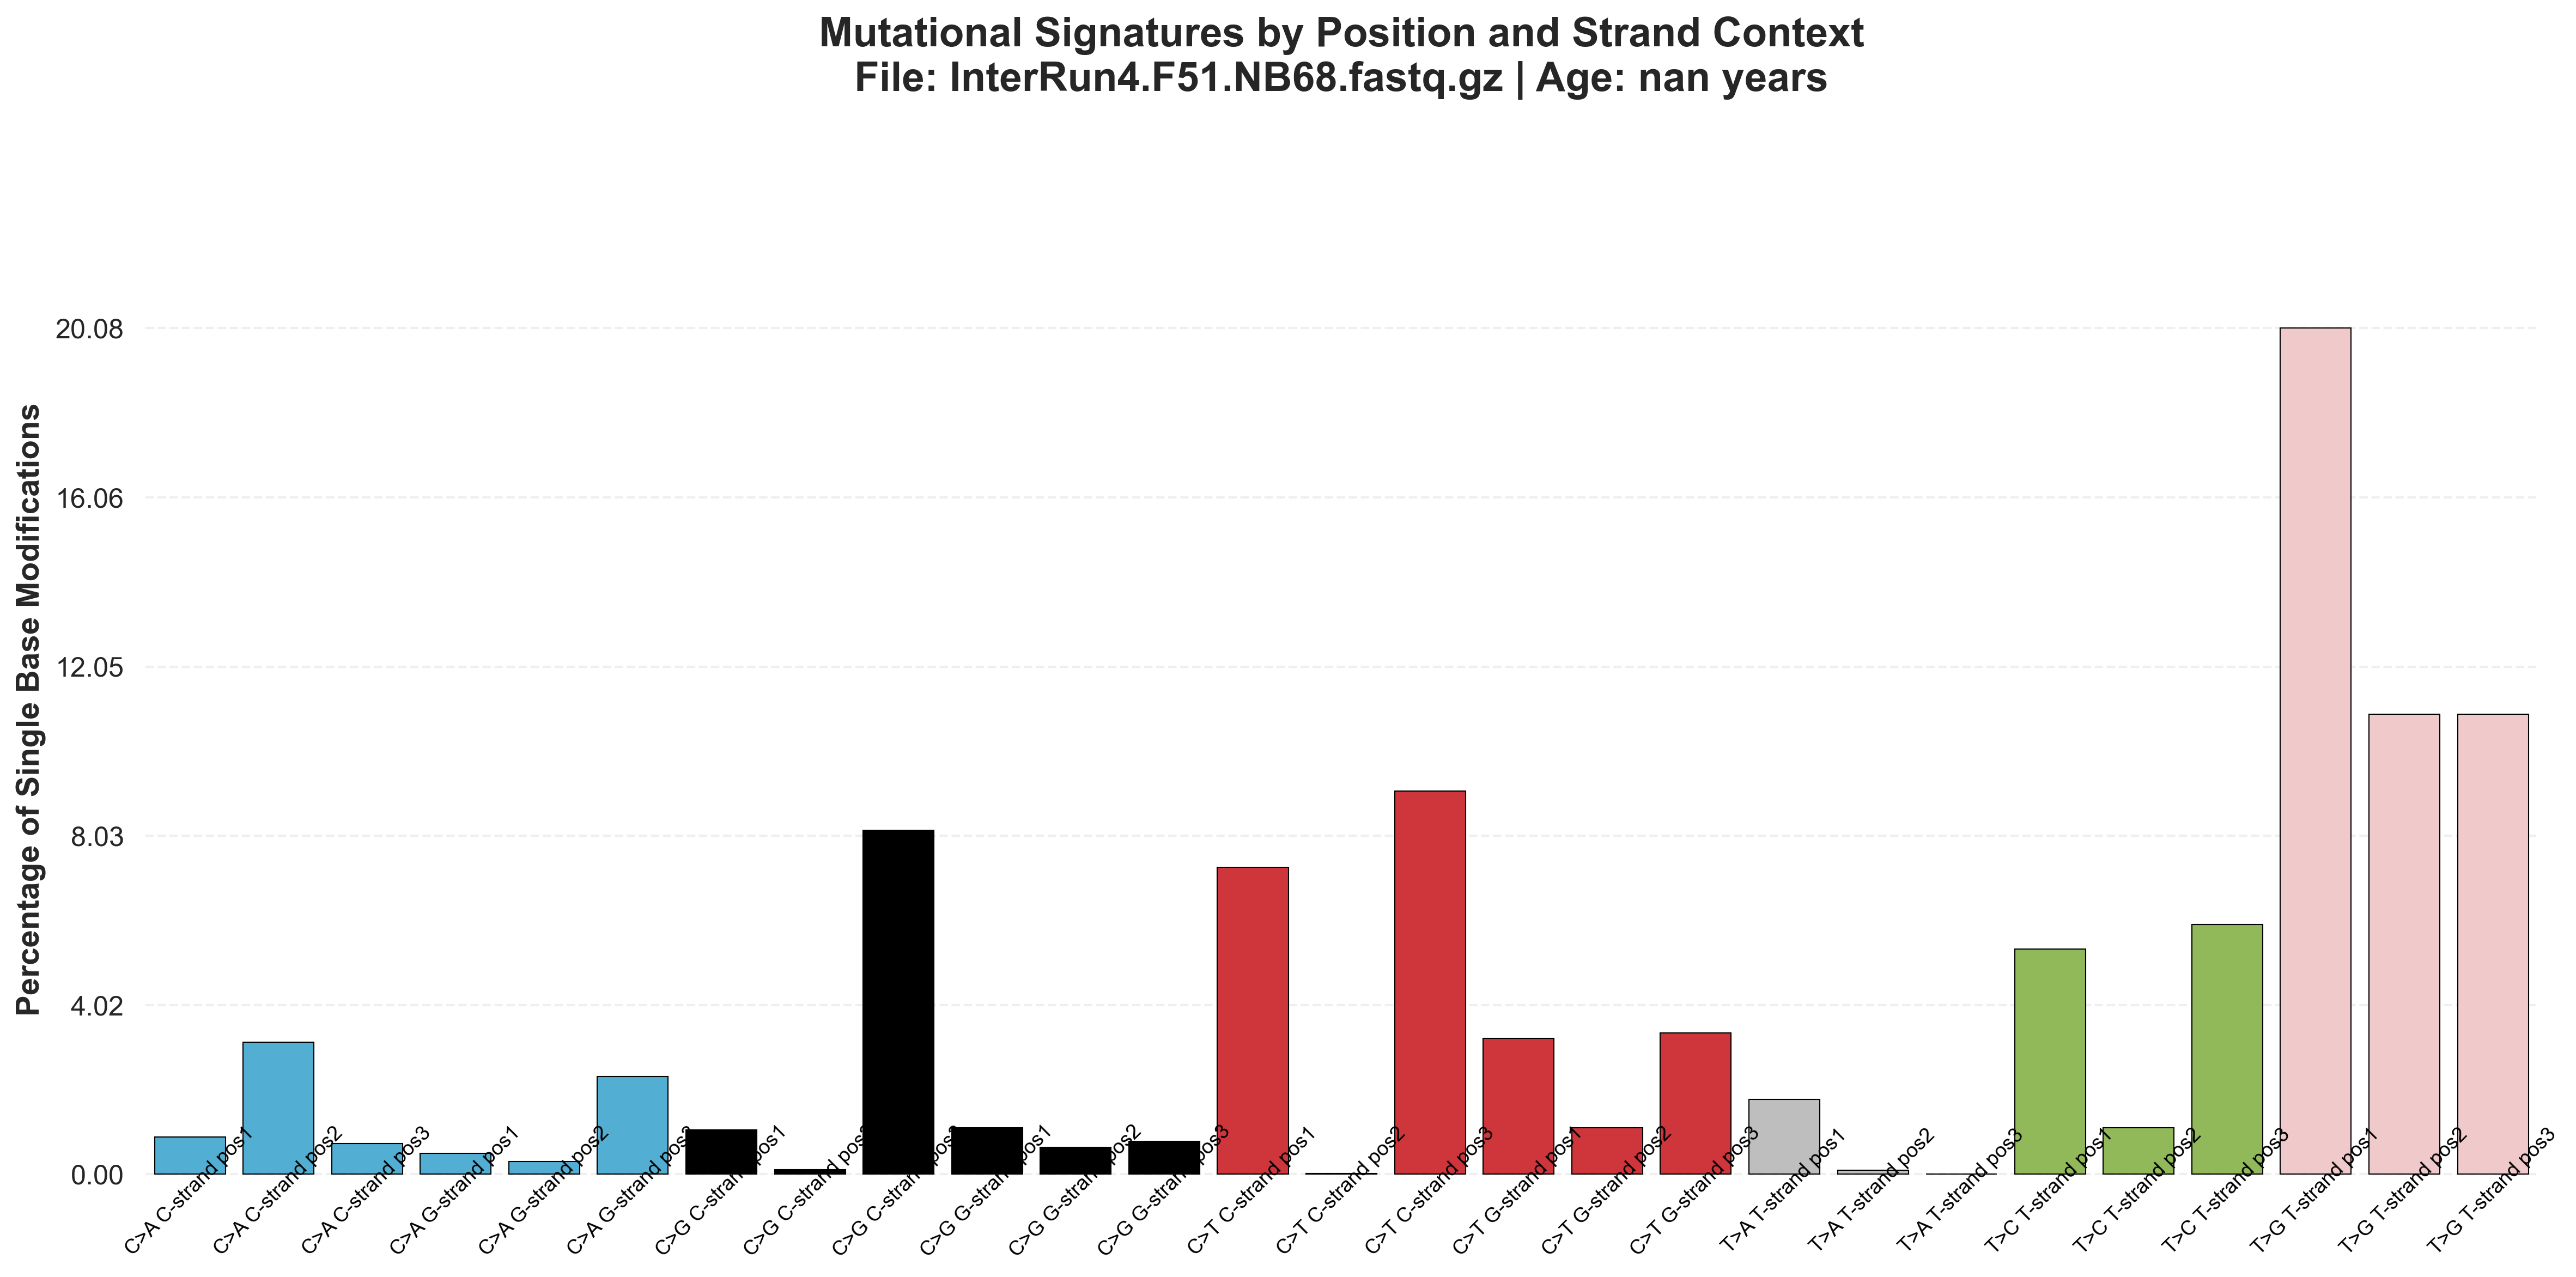 Mutational Signatures by Position and Strand Context
File: InterRun4.F51.NB68.fastq.gz | Age: nan years
Percentage of Single Base Modifications
20.08
16.06
12.05
8.03
4.02
0.00
C>A C-strand pos1
C>A C-strand pos2
C>A C-strand pos3
C>A G-strand pos1
C>A G-strand pos2
C>A G-strand pos3
C>G C-strand pos1
C>G C-strand pos2
C>G C-strand pos3
C>G G-strand pos1
C>G G-strand pos2
C>G G-strand pos3
C>T C-strand pos1
C>T C-strand pos2
C>T C-strand pos3
C>T G-strand pos1
C>T G-strand pos2
C>T G-strand pos3
T>A T-strand pos1
T>A T-strand pos2
T>A T-strand pos3
T>C T-strand pos1
T>C T-strand pos2
T>C T-strand pos3
T>G T-strand pos1
T>G T-strand pos2
T>G T-strand pos3